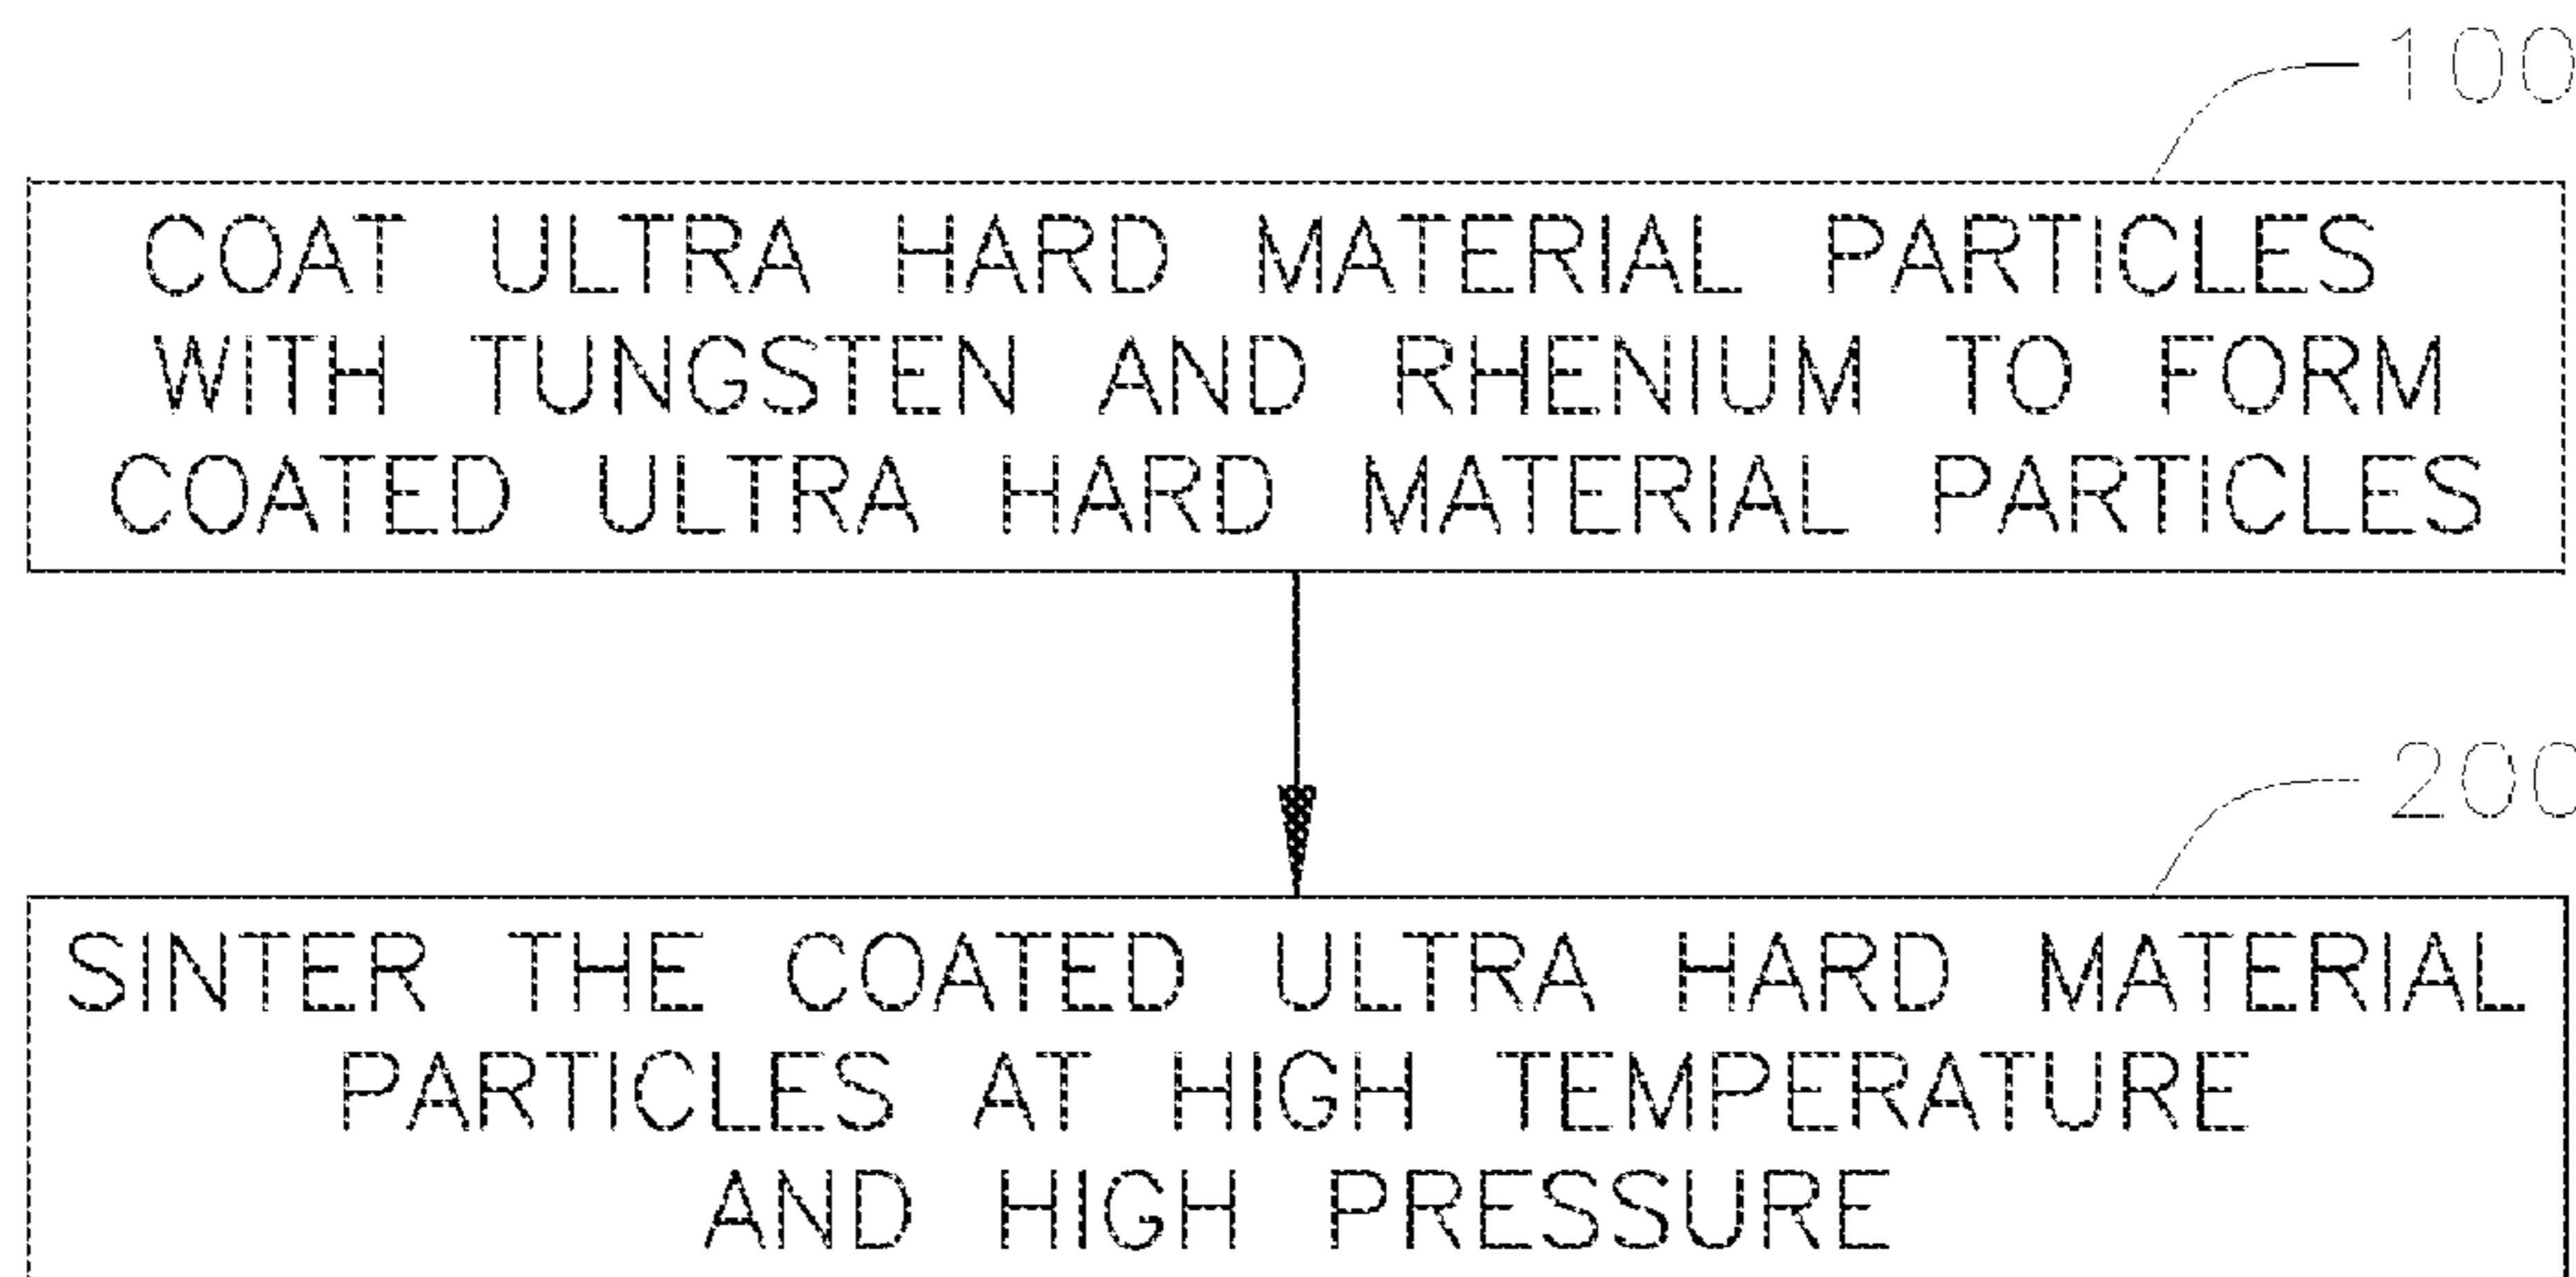 100
COAT ULTRA HARD MATERIAL PARTICLES
WITH TUNGSTEN AND RHENIUM TO FORM
COATED ULTRA HARD MATERIAL PARTICLES
200
SINTER THE COATED ULTRA HARD MATERIAL
PARTICLES AT HIGH TEMPERATURE
AND HIGH PRESSURE